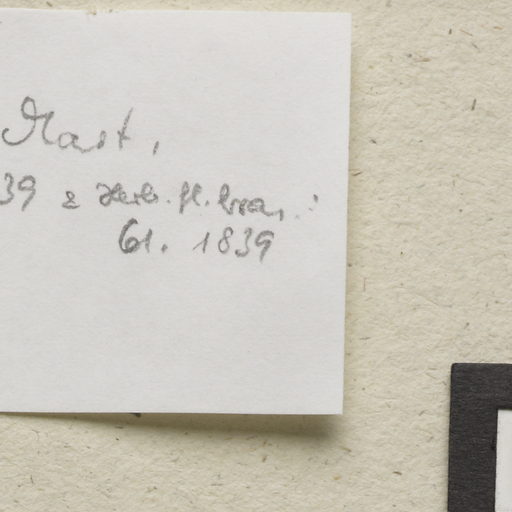 Mart,
39 & Herb. fl. bras. :
61. 1839